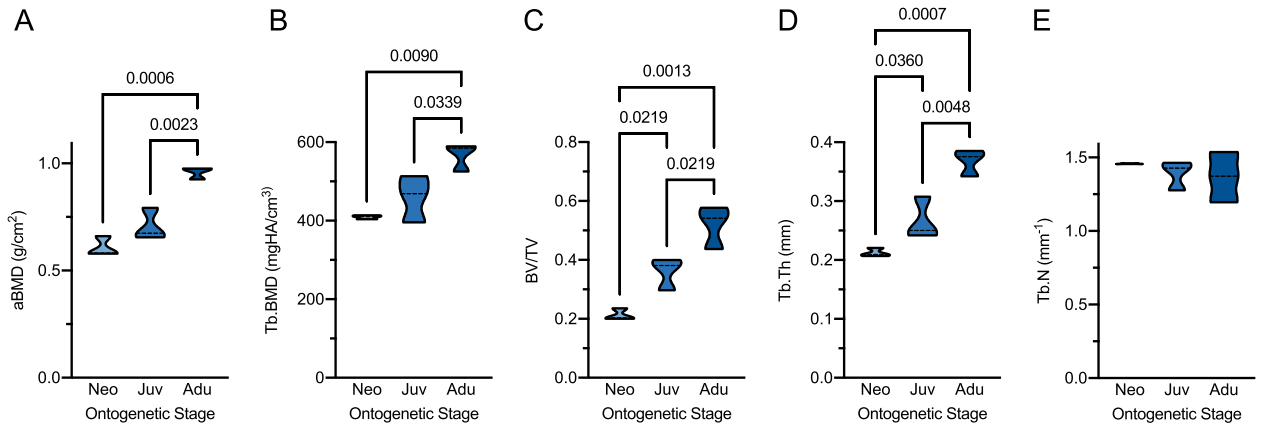 A
0.0006
0.0023
1.0
0.5
0.0
aBMD (g/cm²)
Neo Juv Adu
Ontogenetic Stage
B
0.0090
0.0339
600
400
200
0
Tb.BMD (mgHA/cm³)
Neo Juv Adu
Ontogenetic Stage
C
0.0013
0.0219
0.0219
0.8
0.6
0.4
0.2
0.0
BV/TV
Neo Juv Adu
Ontogenetic Stage
D
0.0007
0.0360
0.0048
0.4
0.3
0.2
0.1
0.0
Tb.Th (mm)
Neo Juv Adu
Ontogenetic Stage
E
1.5
1.0
0.5
0.0
Tb.N (mm⁻¹)
Neo Juv Adu
Ontogenetic Stage